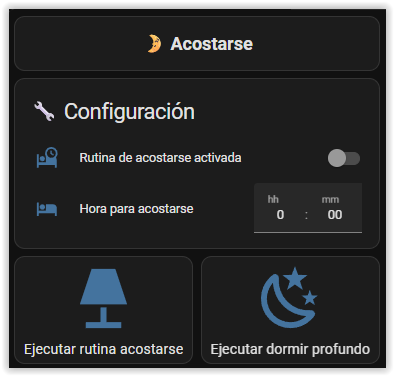 🌛 Acostarse
🔧 Configuración
Rutina de acostarse activada
hh mm
Hora para acostarse 0 : 00
Ejecutar rutina acostarse
Ejecutar dormir profundo